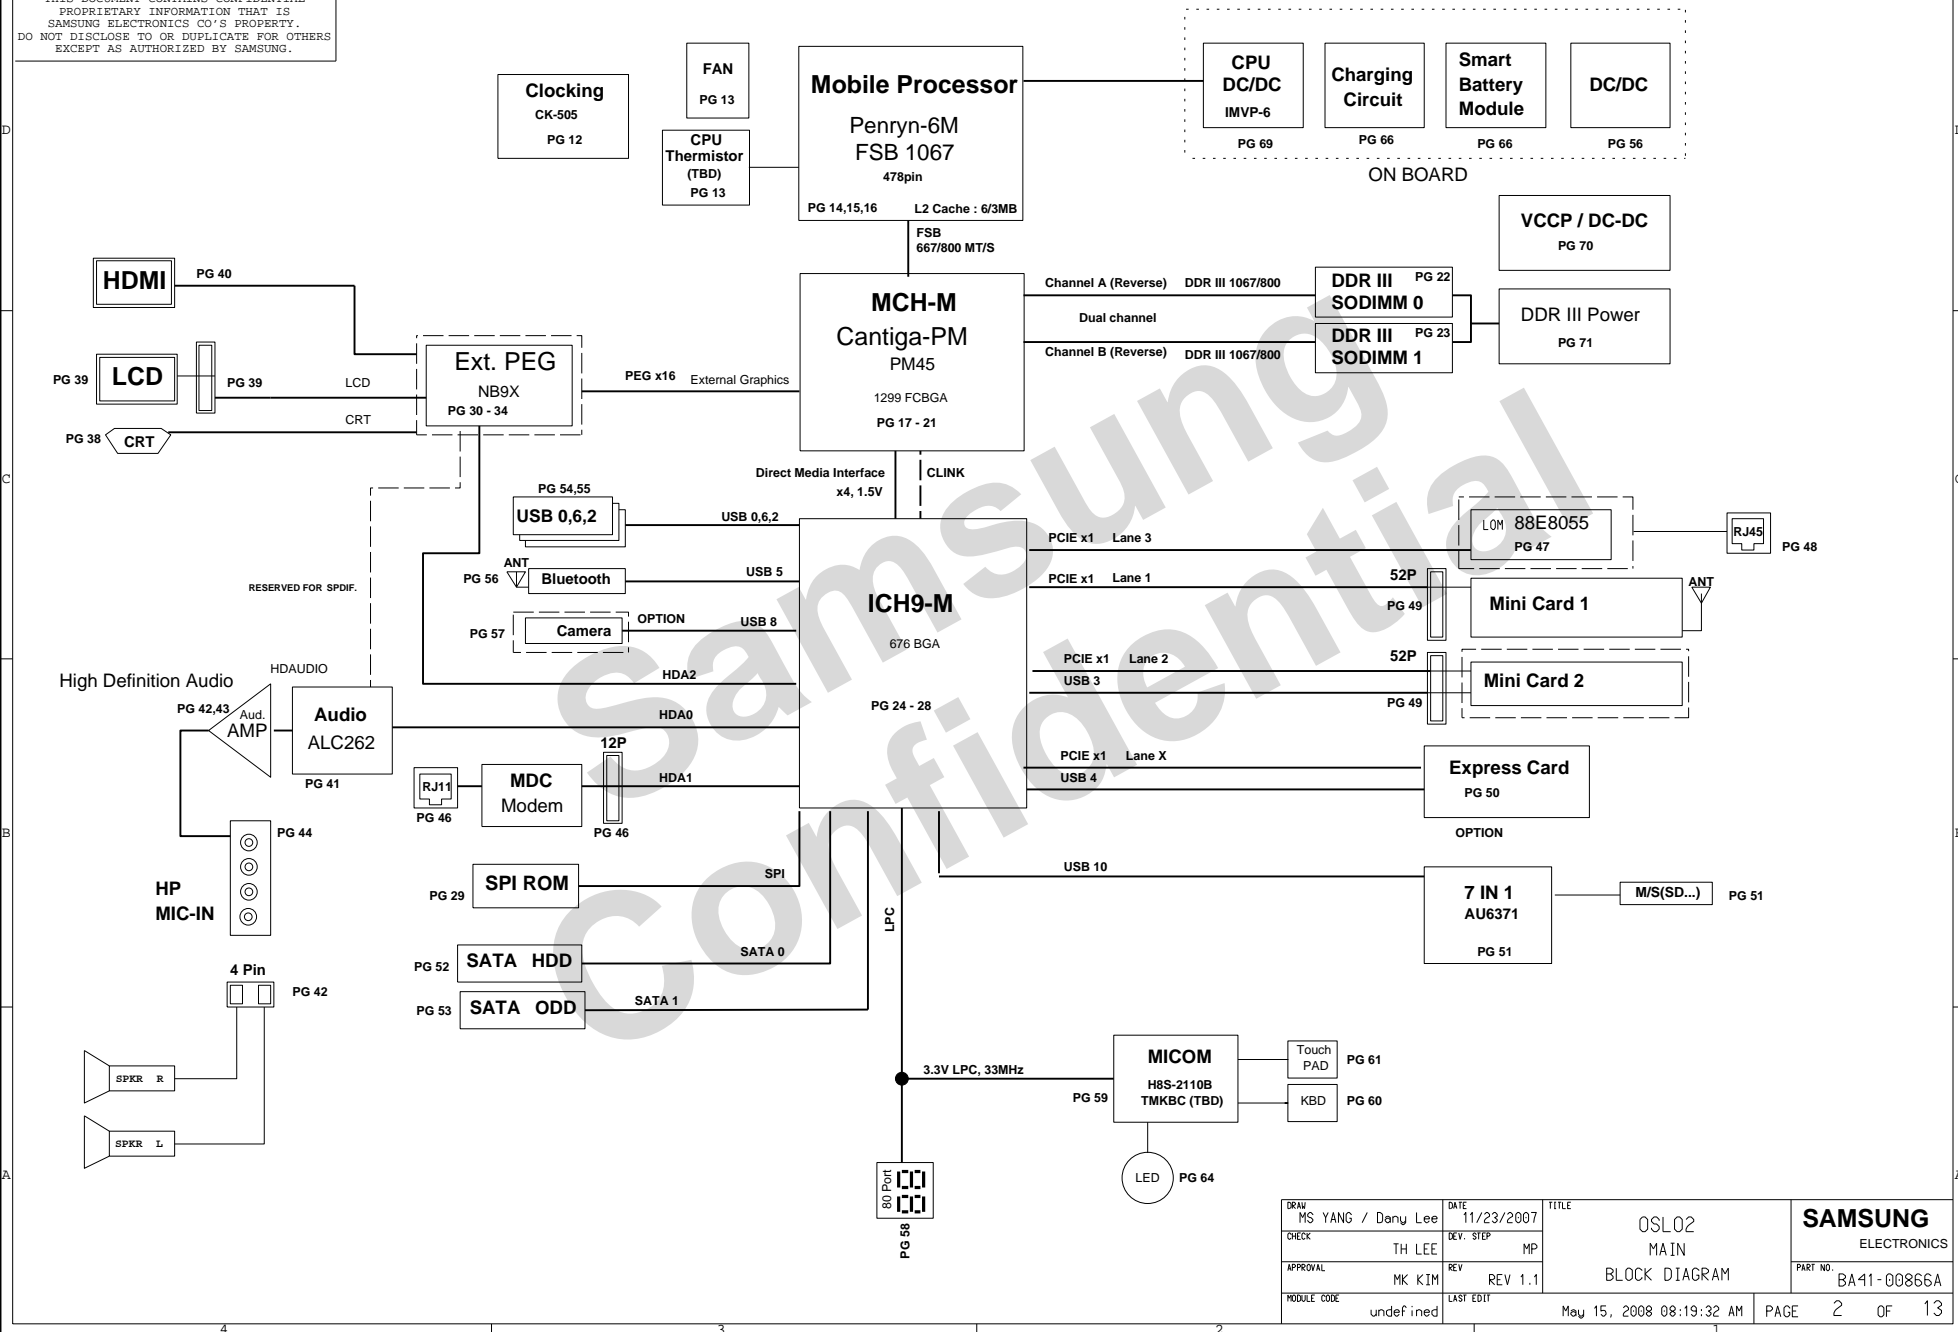 THIS DOCUMENT CONTAINS CONFIDENTIAL
PROPRIETARY INFORMATION THAT IS
SAMSUNG ELECTRONICS CO'S PROPERTY.
DO NOT DISCLOSE TO OR DUPLICATE FOR OTHERS
EXCEPT AS AUTHORIZED BY SAMSUNG.
Clocking
CK-505
PG 12
FAN
PG 13
CPU
Thermistor
(TBD)
PG 13
Mobile Processor
Penryn-6M
FSB 1067
478pin
PG 14,15,16
L2 Cache : 6/3MB
CPU
DC/DC
IMVP-6
PG 69
Charging
Circuit
PG 66
Smart
Battery
Module
PG 66
DC/DC
PG 56
ON BOARD
VCCP / DC-DC
PG 70
FSB
667/800 MT/S
HDMI
PG 40
LCD
PG 39
PG 39
LCD
CRT
PG 38
CRT
Ext. PEG
NB9X
PG 30 - 34
PEG x16
External Graphics
MCH-M
Cantiga-PM
PM45
1299 FCBGA
PG 17 - 21
Channel A (Reverse)
DDR III 1067/800
Dual channel
Channel B (Reverse)
DDR III 1067/800
DDR III
SODIMM 0
PG 22
DDR III
SODIMM 1
PG 23
DDR III Power
PG 71
Direct Media Interface
x4, 1.5V
CLINK
PG 54,55
USB 0,6,2
USB 0,6,2
ANT
PG 56
Bluetooth
USB 5
RESERVED FOR SPDIF.
PG 57
Camera
OPTION
USB 8
ICH9-M
676 BGA
PG 24 - 28
PCIE x1
Lane 3
LOM
88E8055
PG 47
RJ45
PG 48
PCIE x1
Lane 1
52P
PG 49
Mini Card 1
ANT
PCIE x1
Lane 2
USB 3
52P
PG 49
Mini Card 2
HDA2
High Definition Audio
HDAUDIO
PG 42,43
Aud.
AMP
Audio
ALC262
PG 41
HDA0
12P
RJ11
PG 46
MDC
Modem
HDA1
PG 46
PCIE x1
Lane X
USB 4
Express Card
PG 50
OPTION
PG 44
HP
MIC-IN
PG 29
SPI ROM
SPI
LPC
USB 10
7 IN 1
AU6371
PG 51
M/S(SD...)
PG 51
PG 52
SATA HDD
SATA 0
PG 53
SATA ODD
SATA 1
4 Pin
PG 42
SPKR R
SPKR L
3.3V LPC, 33MHz
PG 59
MICOM
H8S-2110B
TMKBC (TBD)
Touch
PAD
PG 61
KBD
PG 60
LED
PG 64
80 Port
PG 58
Samsung
Confidential
DRAW
MS YANG / Dany Lee
DATE
11/23/2007
TITLE
OSLO2
MAIN
BLOCK DIAGRAM
SAMSUNG
ELECTRONICS
CHECK
TH LEE
DEV. STEP
MP
APPROVAL
MK KIM
REV
REV 1.1
PART NO.
BA41-00866A
MODULE CODE
undefined
LAST EDIT
May 15, 2008 08:19:32 AM
PAGE 2 OF 13
D
C
B
A
C
4
3
2
1